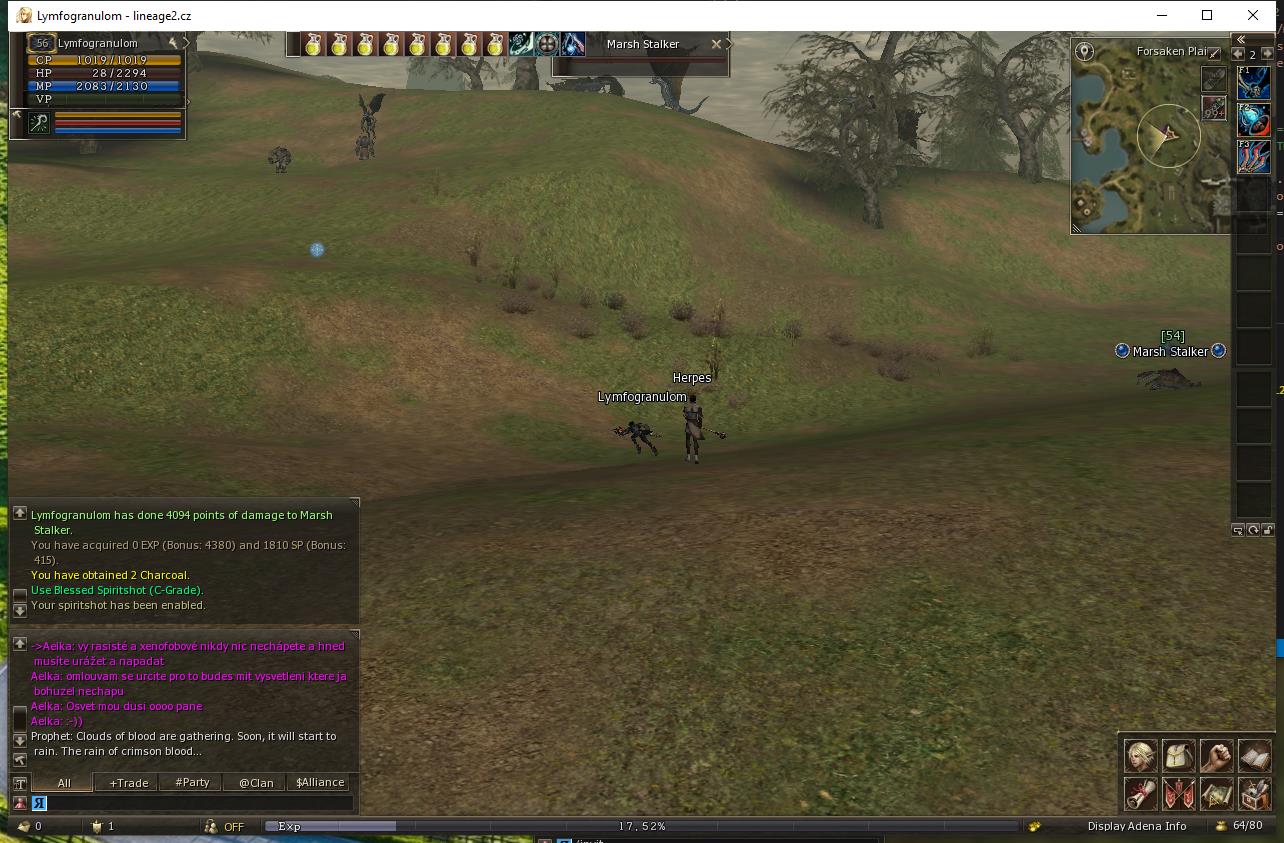 Lymfogranulom - lineage2.cz
56 Lymfogranulom
CP 1019/1019
HP 28/2294
MP 2083/2130
VP
Marsh Stalker
Forsaken Plai
2
F1
99+
F2
F3
[54]
Marsh Stalker
Herpes
Lymfogranulom
Lymfogranulom has done 4094 points of damage to Marsh
Stalker.
You have acquired 0 EXP (Bonus: 4380) and 1810 SP (Bonus:
415).
You have obtained 2 Charcoal.
Use Blessed Spiritshot (C-Grade).
Your spiritshot has been enabled.
->Aelka: vy rasisté a xenofobové nikdy nic nechápete a hned
musíte urážet a napadat
Aelka: omlouvam se urcite pro to budes mit vysvetleni ktere ja
bohuzel nechapu
Aelka: Osvet mou dusi oooo pane
Aelka: :-))
Prophet: Clouds of blood are gathering. Soon, it will start to
rain. The rain of crimson blood...
All +Trade #Party @Clan $Alliance
Я
0 1 OFF Exp 17,52% Display Adena Info 64/80